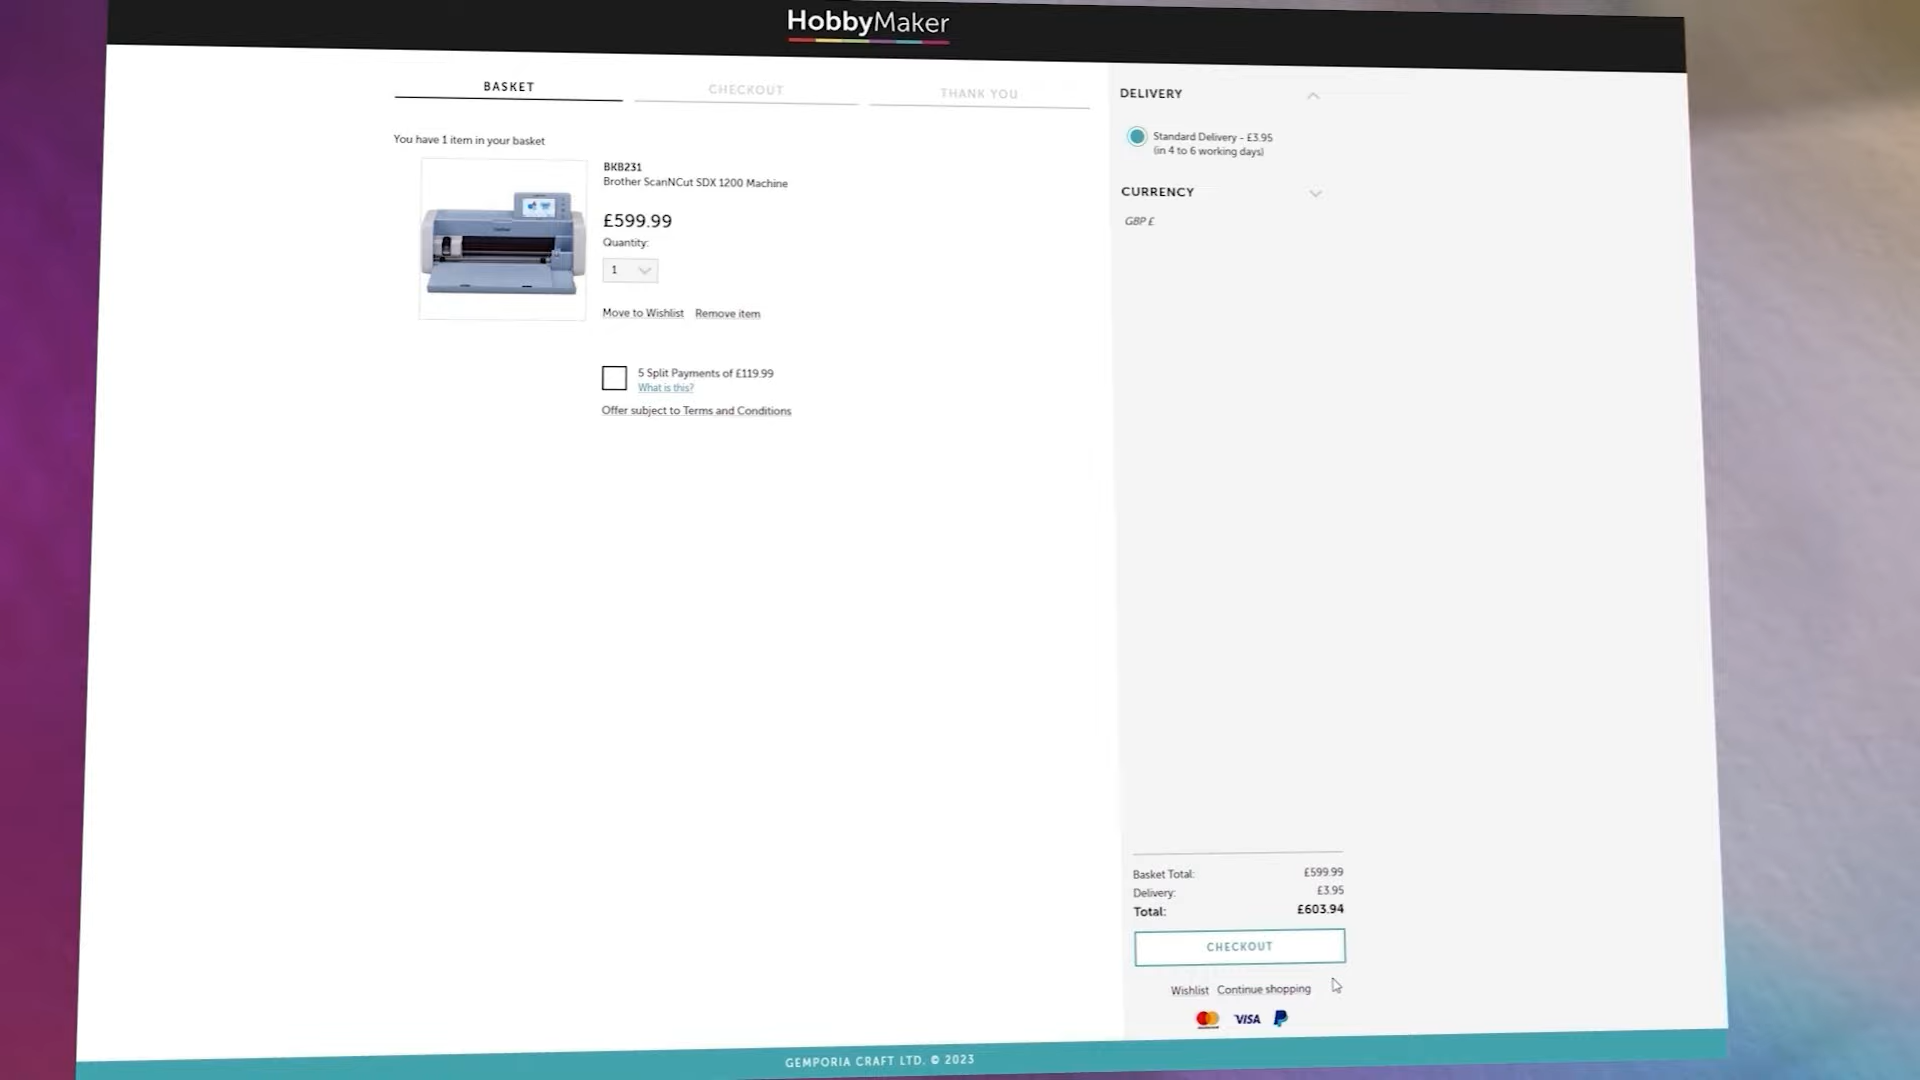 HobbyMaker
BASKET
CHECKOUT
THANK YOU
You have 1 item in your basket
BKB231
Brother ScanNCut SDX 1200 Machine
£599.99
Quantity:
1
Move to Wishlist Remove item
5 Split Payments of £119.99
What is this?
Offer subject to Terms and Conditions
DELIVERY
Standard Delivery - £3.95
(in 4 to 6 working days)
CURRENCY
GBP £
Basket Total: £599.99
Delivery: £3.95
Total: £603.94
CHECKOUT
Wishlist Continue shopping
VISA
GEMPORIA CRAFT LTD. © 2023